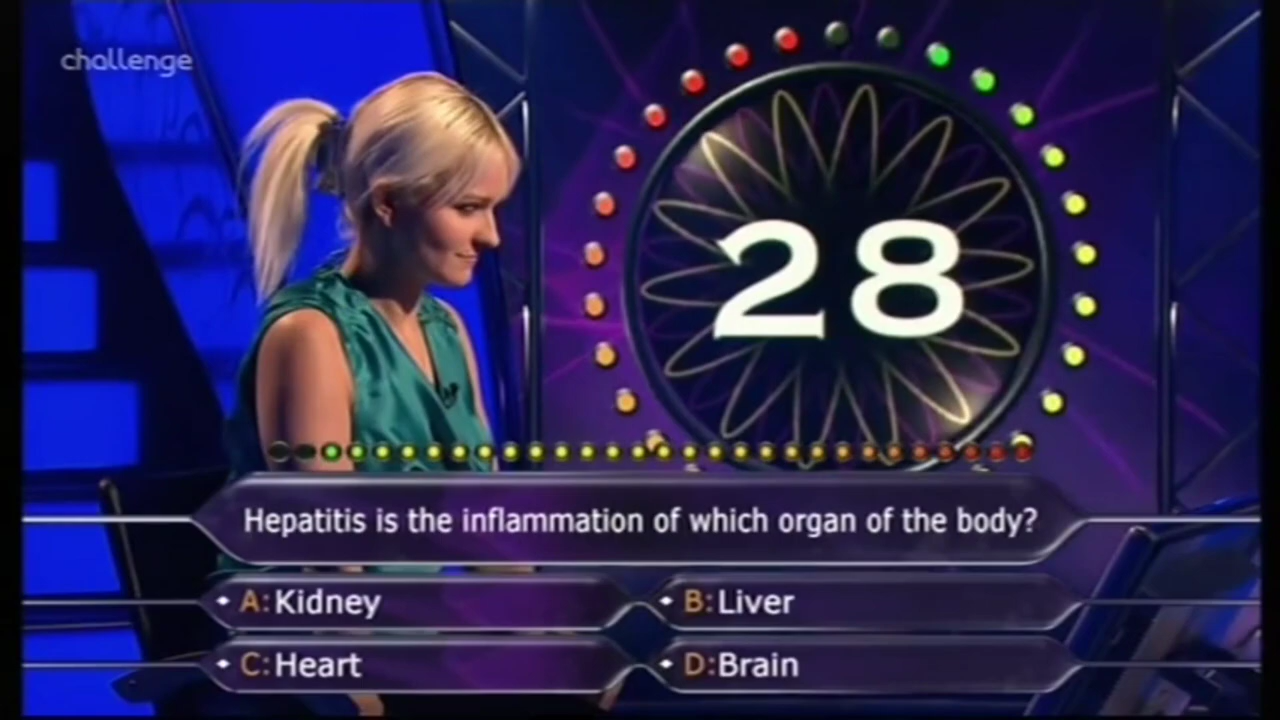 challenge
28
Hepatitis is the inflammation of which organ of the body?
A: Kidney
B: Liver
C: Heart
D: Brain